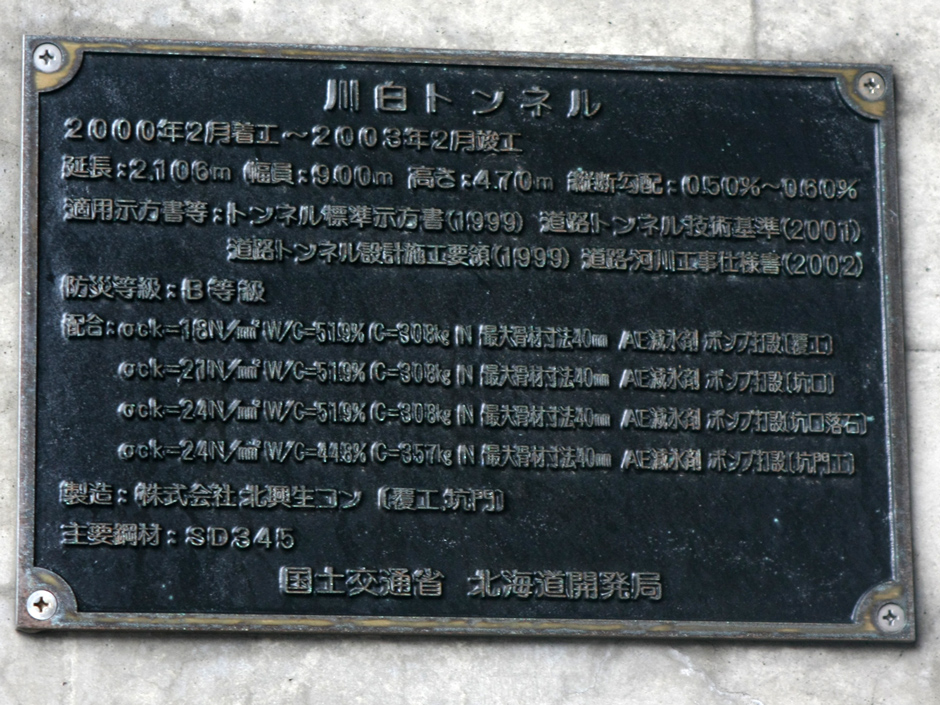 川白トンネル
2000年2月着工～2003年2月竣工
延長：2,106m 幅員：9.00m 高さ：4.70m 縦断勾配：0.50%～0.60%
適用示方書等：トンネル標準示方書(1999) 道路トンネル技術基準(2001)
道路トンネル設計施工要領(1999) 道路・河川工事仕様書(2002)
防災等級：B等級
配合：σck=18N/mm² (W/C=51.9% C=308kg N 最大骨材寸法40mm AE減水剤 ポンプ打設(覆工)
σck=21N/mm² (W/C=51.9% C=308kg N 最大骨材寸法40mm AE減水剤 ポンプ打設(坑口)
σck=24N/mm² (W/C=51.9% C=308kg N 最大骨材寸法40mm AE減水剤 ポンプ打設(坑口落石)
σck=24N/mm² (W/C=44.8% C=357kg N 最大骨材寸法40mm AE減水剤 ポンプ打設(坑門工)
製造：株式会社 北興生コン (覆工,坑門)
主要鋼材：SD345
国土交通省 北海道開発局